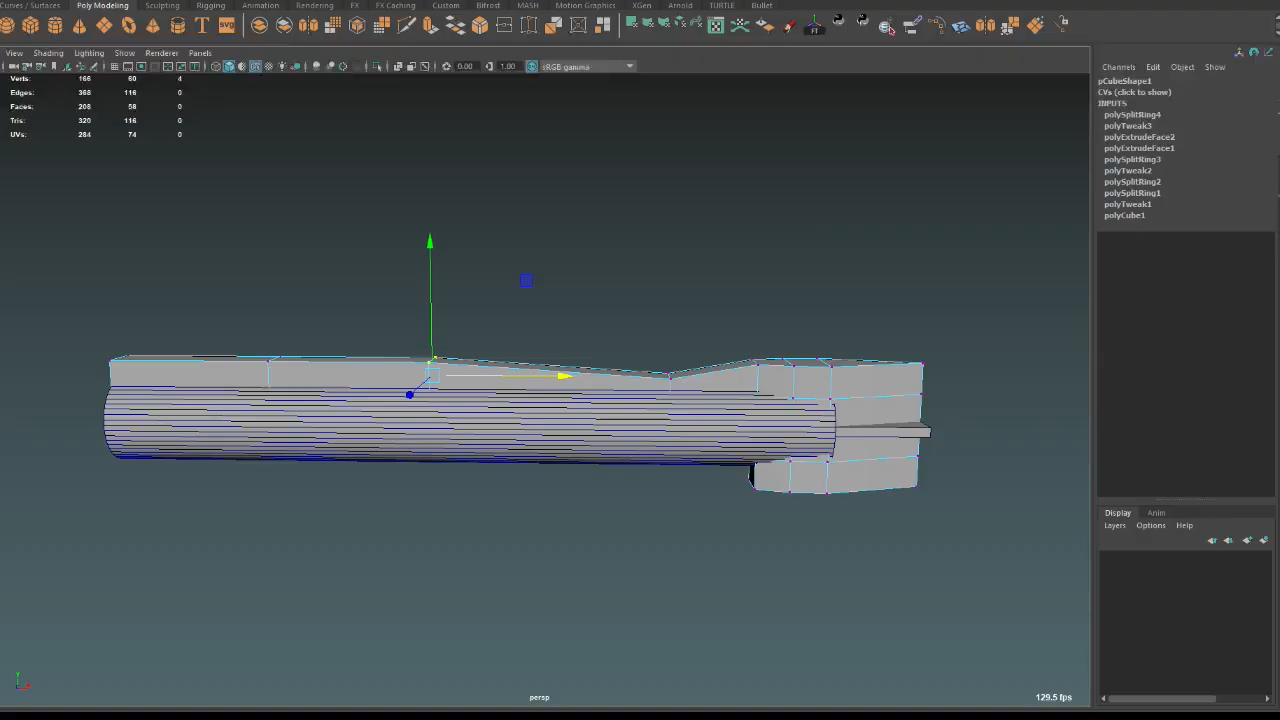 Curves / Surfaces Poly Modeling Sculpting Rigging Animation Rendering FX FX Caching Custom Bifrost MASH Motion Graphics XGen Arnold TURTLE Bullet
T SVG FT
View Shading Lighting Show Renderer Panels
0.00 1.00 sRGB gamma
Verts: 166 60 4
Edges: 368 116 0
Faces: 208 58 0
Tris: 320 116 0
UVs: 284 74 0
Channels Edit Object Show
pCubeShape1
CVs (click to show)
INPUTS
polySplitRing4
polyTweak3
polyExtrudeFace2
polyExtrudeFace1
polySplitRing3
polyTweak2
polySplitRing2
polySplitRing1
polyTweak1
polyCube1
Display Anim
Layers Options Help
persp
129.5 fps